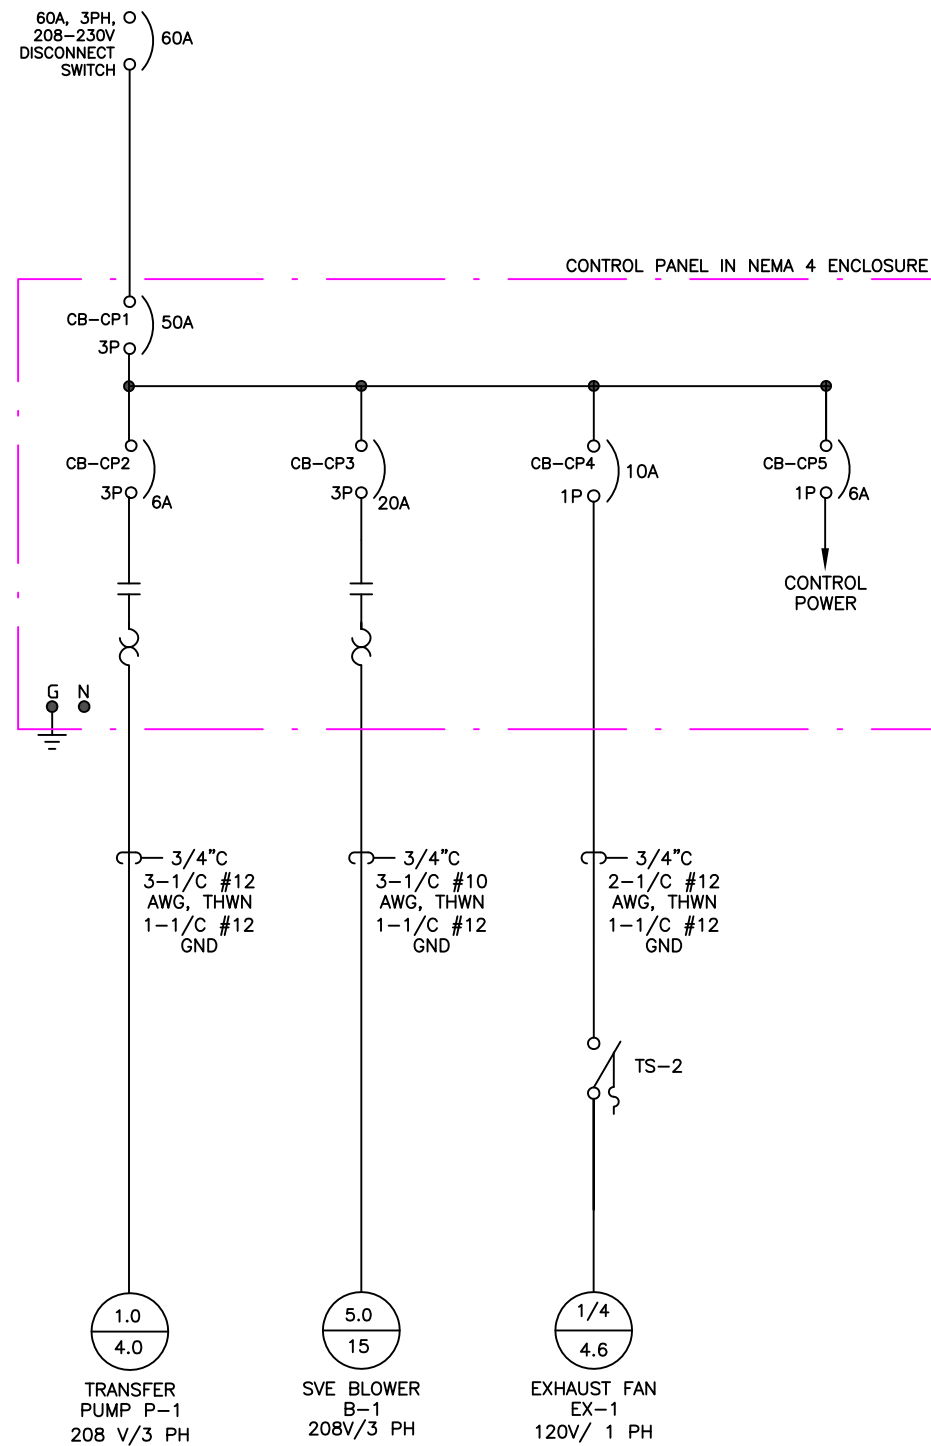 60A, 3PH,
208-230V
DISCONNECT
SWITCH
60A
CONTROL PANEL IN NEMA 4 ENCLOSURE
CB-CP1
50A
3P
CB-CP2
3P
6A
CB-CP3
3P
20A
CB-CP4
10A
1P
CB-CP5
1P
6A
CONTROL
POWER
G N
3/4"C
3-1/C #12
AWG, THWN
1-1/C #12
GND
3/4"C
3-1/C #10
AWG, THWN
1-1/C #12
GND
3/4"C
2-1/C #12
AWG, THWN
1-1/C #12
GND
TS-2
1.0
4.0
TRANSFER
PUMP P-1
208 V/3 PH
5.0
15
SVE BLOWER
B-1
208V/3 PH
1/4
4.6
EXHAUST FAN
EX-1
120V/ 1 PH